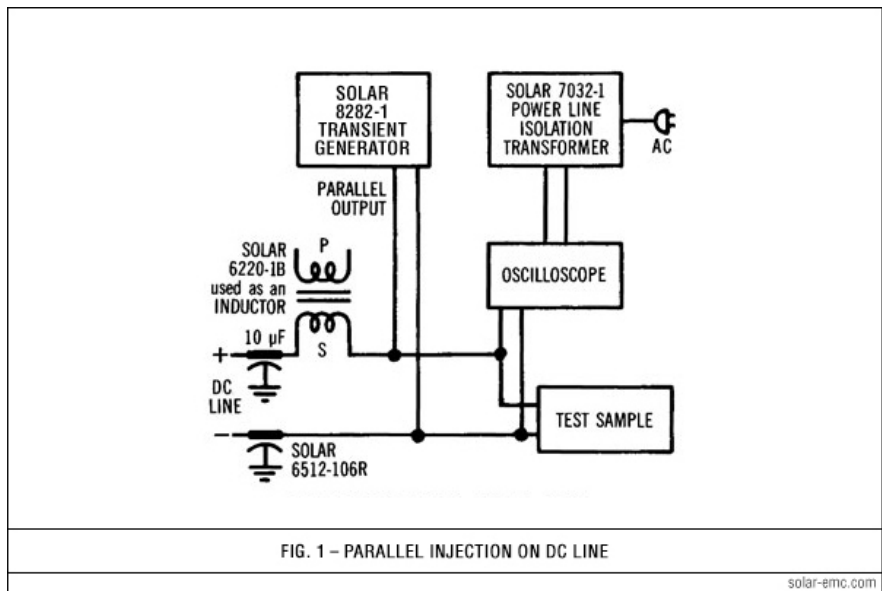 SOLAR
8282-1
TRANSIENT
GENERATOR
SOLAR 7032-1
POWER LINE
ISOLATION
TRANSFORMER
AC
PARALLEL
OUTPUT
SOLAR
6220-1B
used as an
INDUCTOR
P
S
OSCILLOSCOPE
10 µF
+
DC
LINE
−
SOLAR
6512-106R
TEST SAMPLE
FIG. 1 – PARALLEL INJECTION ON DC LINE
solar-emc.com